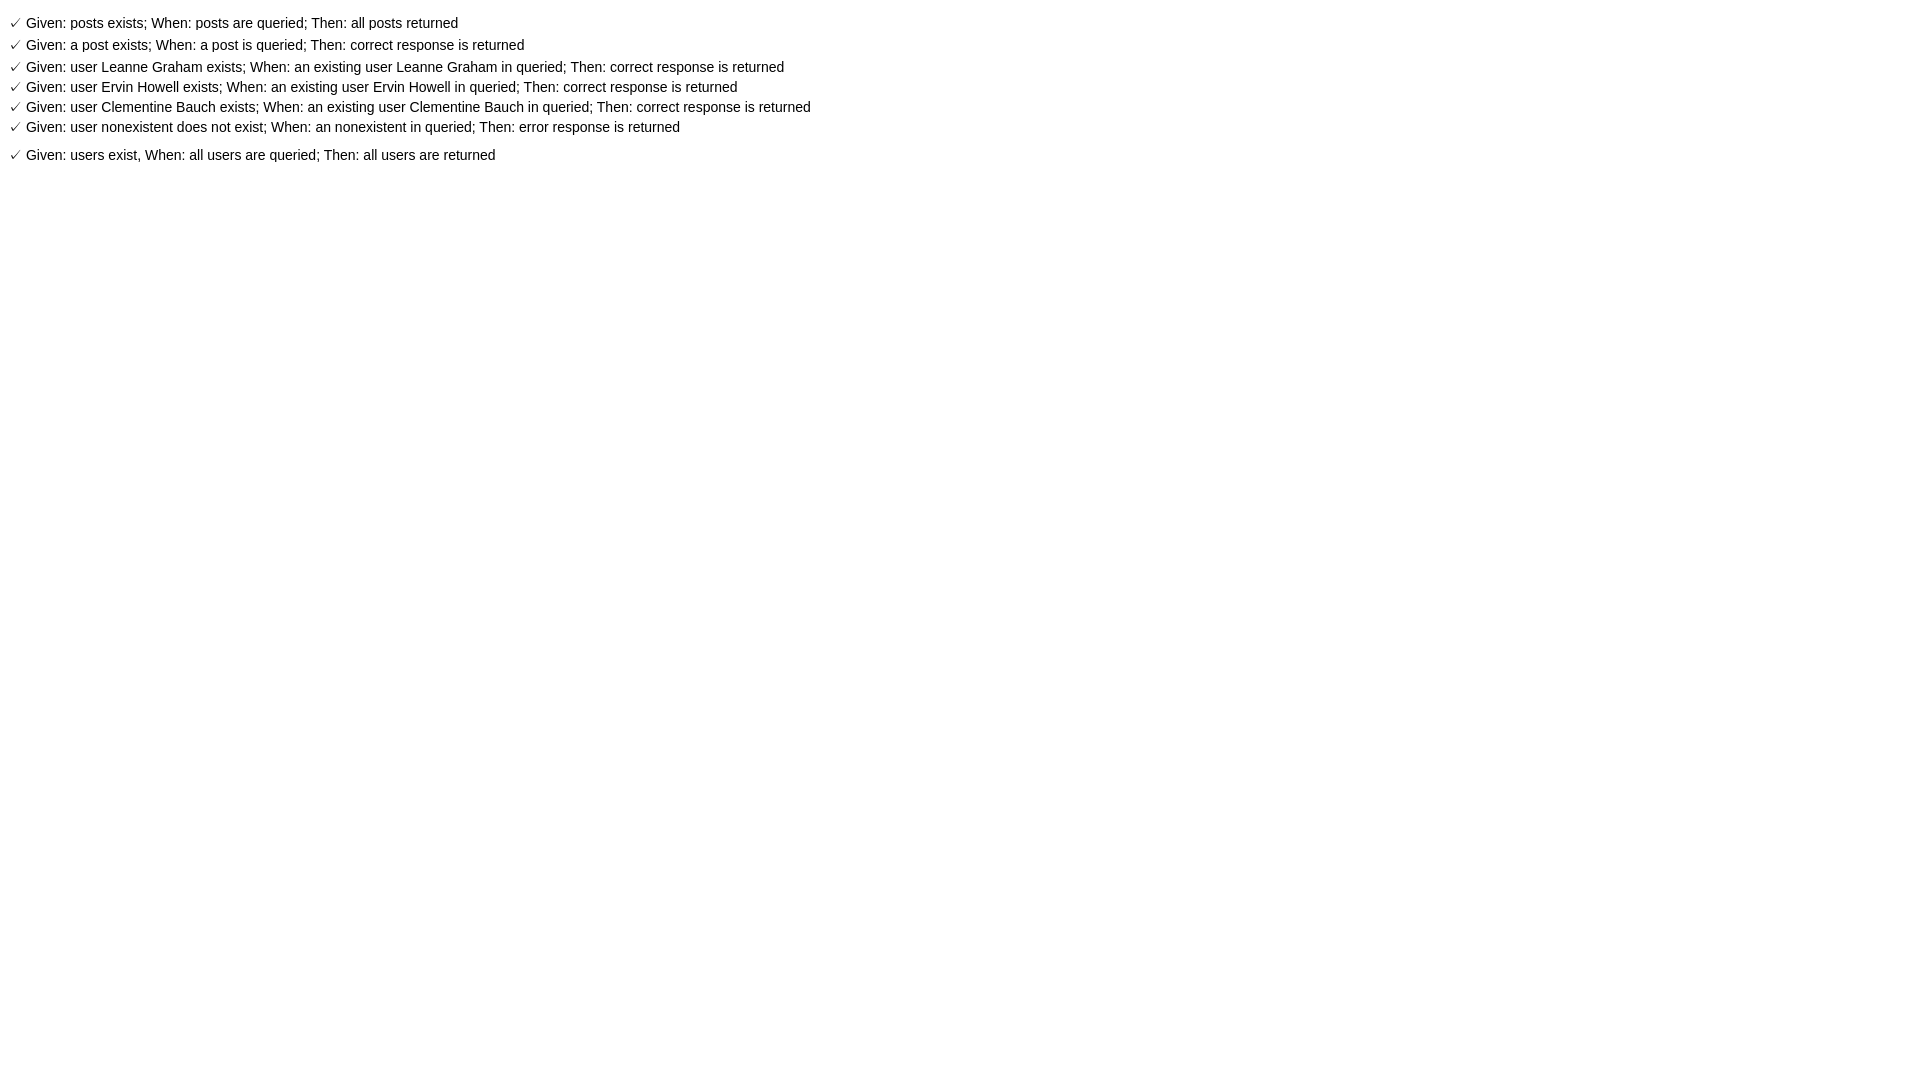 ✓ Given: posts exists; When: posts are queried; Then: all posts returned
✓ Given: a post exists; When: a post is queried; Then: correct response is returned
✓ Given: user Leanne Graham exists; When: an existing user Leanne Graham in queried; Then: correct response is returned
✓ Given: user Ervin Howell exists; When: an existing user Ervin Howell in queried; Then: correct response is returned
✓ Given: user Clementine Bauch exists; When: an existing user Clementine Bauch in queried; Then: correct response is returned
✓ Given: user nonexistent does not exist; When: an nonexistent in queried; Then: error response is returned
✓ Given: users exist, When: all users are queried; Then: all users are returned